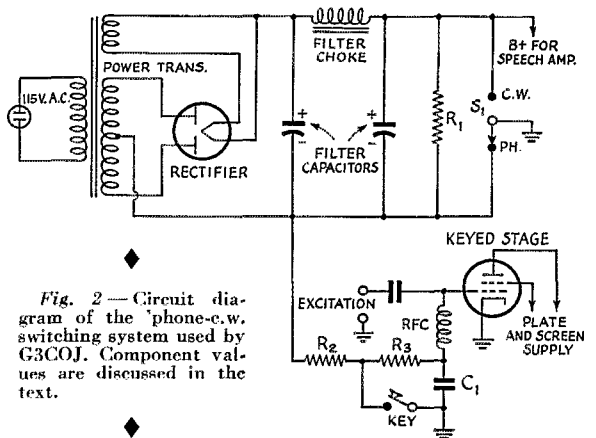 FILTER
CHOKE
B+ FOR
SPEECH AMP.
POWER TRANS.
115V. A.C.
RECTIFIER
+
-
+
-
FILTER
CAPACITORS
R1
C.W.
S1
PH.
KEYED STAGE
EXCITATION
RFC
PLATE
AND SCREEN
SUPPLY
R2
R3
C1
KEY
Fig. 2 — Circuit dia-
gram of the 'phone-c.w.
switching system used by
G3COJ. Component val-
ues are discussed in the
text.